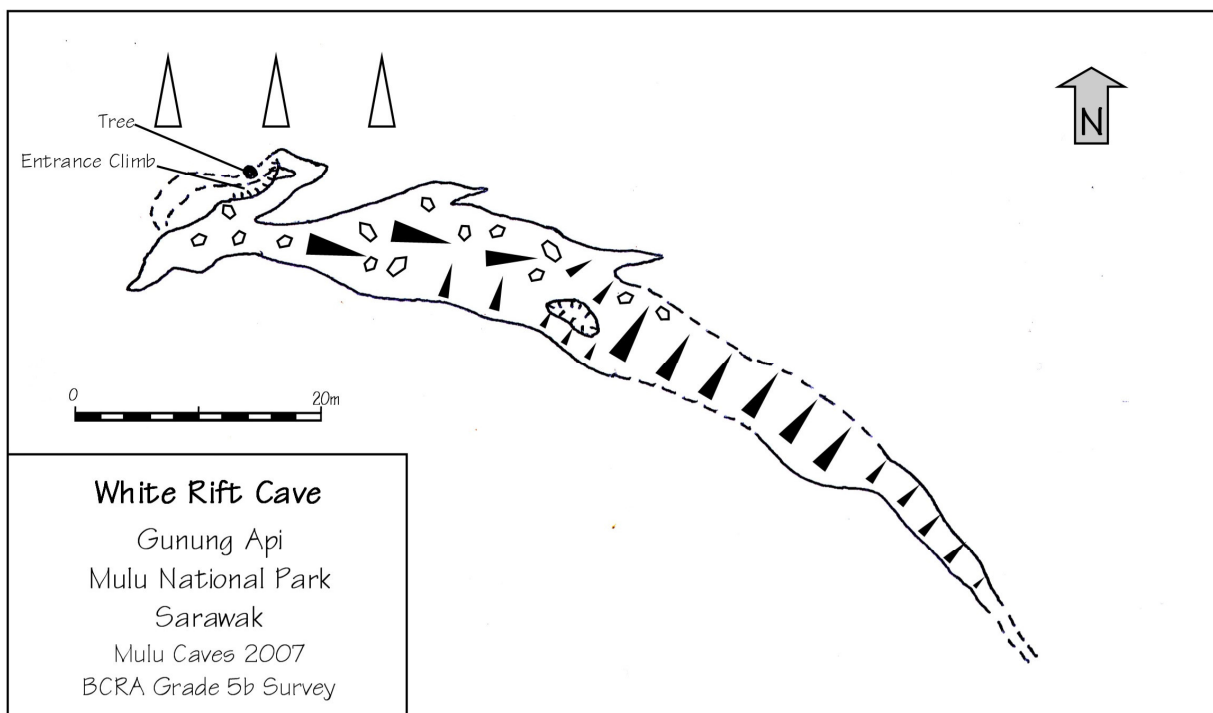 Tree
Entrance Climb
N
0
20m
White Rift Cave
Gunung Api
Mulu National Park
Sarawak
Mulu Caves 2007
BCRA Grade 5b Survey